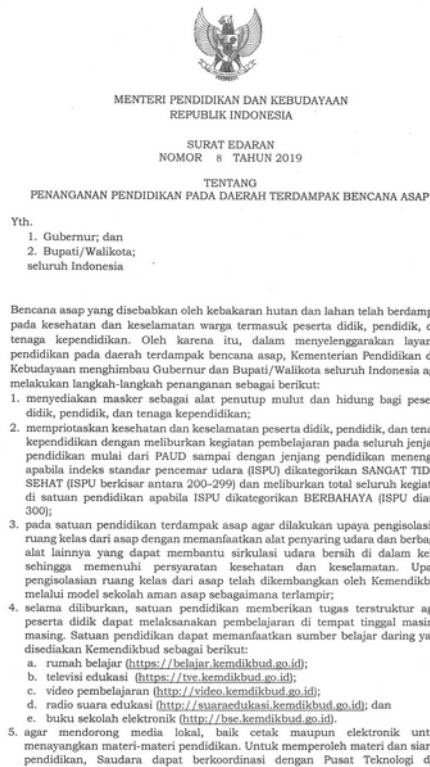 MENTERI PENDIDIKAN DAN KEBUDAYAAN
REPUBLIK INDONESIA
SURAT EDARAN
NOMOR 8 TAHUN 2019
TENTANG
PENANGANAN PENDIDIKAN PADA DAERAH TERDAMPAK BENCANA ASAP
Yth.
1. Gubernur; dan
2. Bupati/Walikota;
seluruh Indonesia
Bencana asap yang disebabkan oleh kebakaran hutan dan lahan telah berdamp
pada kesehatan dan keselamatan warga termasuk peserta didik, pendidik, d
tenaga kependidikan. Oleh karena itu, dalam menyelenggarakan layan
pendidikan pada daerah terdampak bencana asap, Kementerian Pendidikan d
Kebudayaan menghimbau Gubernur dan Bupati/Walikota seluruh Indonesia ag
melakukan langkah-langkah penanganan sebagai berikut:
1. menyediakan masker sebagai alat penutup mulut dan hidung bagi pese
didik, pendidik, dan tenaga kependidikan;
2. mempriotaskan kesehatan dan keselamatan peserta didik, pendidik, dan tena
kependidikan dengan meliburkan kegiatan pembelajaran pada seluruh jenja
pendidikan mulai dari PAUD sampai dengan jenjang pendidikan meneng
apabila indeks standar pencemar udara (ISPU) dikategorikan SANGAT TID
SEHAT (ISPU berkisar antara 200–299) dan meliburkan total seluruh kegiat
di satuan pendidikan apabila ISPU dikategorikan BERBAHAYA (ISPU dia
300);
3. pada satuan pendidikan terdampak asap agar dilakukan upaya pengisolasi
ruang kelas dari asap dengan memanfaatkan alat penyaring udara dan berba
alat lainnya yang dapat membantu sirkulasi udara bersih di dalam ke
sehingga memenuhi persyaratan kesehatan dan keselamatan. Upa
pengisolasian ruang kelas dari asap telah dikembangkan oleh Kemendikb
melalui model sekolah aman asap sebagaimana terlampir;
4. selama diliburkan, satuan pendidikan memberikan tugas terstruktur ag
peserta didik dapat melaksanakan pembelajaran di tempat tinggal masin
masing. Satuan pendidikan dapat memanfaatkan sumber belajar daring ya
disediakan Kemendikbud sebagai berikut:
a. rumah belajar (https://belajar.kemdikbud.go.id);
b. televisi edukasi (https://tve.kemdikbud.go.id);
c. video pembelajaran (http://video.kemdikbud.go.id);
d. radio suara edukasi (http://suaraedukasi.kemdikbud.go.id); dan
e. buku sekolah elektronik (http://bse.kemdikbud.go.id).
5. agar mendorong media lokal, baik cetak maupun elektronik unt
menayangkan materi-materi pendidikan. Untuk memperoleh materi dan siar
pendidikan, Saudara dapat berkoordinasi dengan Pusat Teknologi d